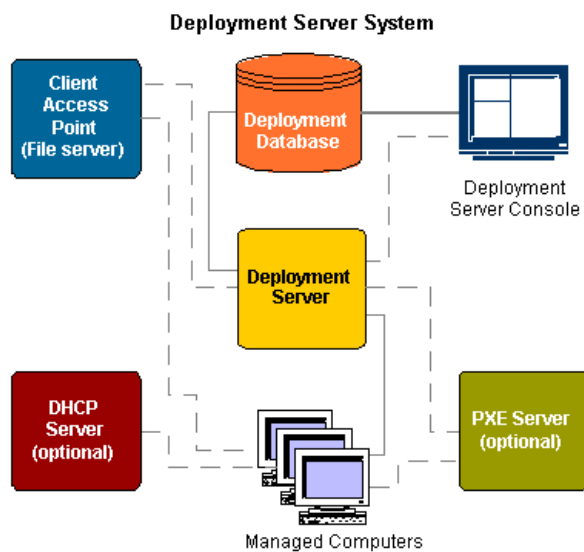 Deployment Server System
Client
Access
Point
(File server)
Deployment
Database
Deployment
Server Console
Deployment
Server
DHCP
Server
(optional)
PXE Server
(optional)
Managed Computers